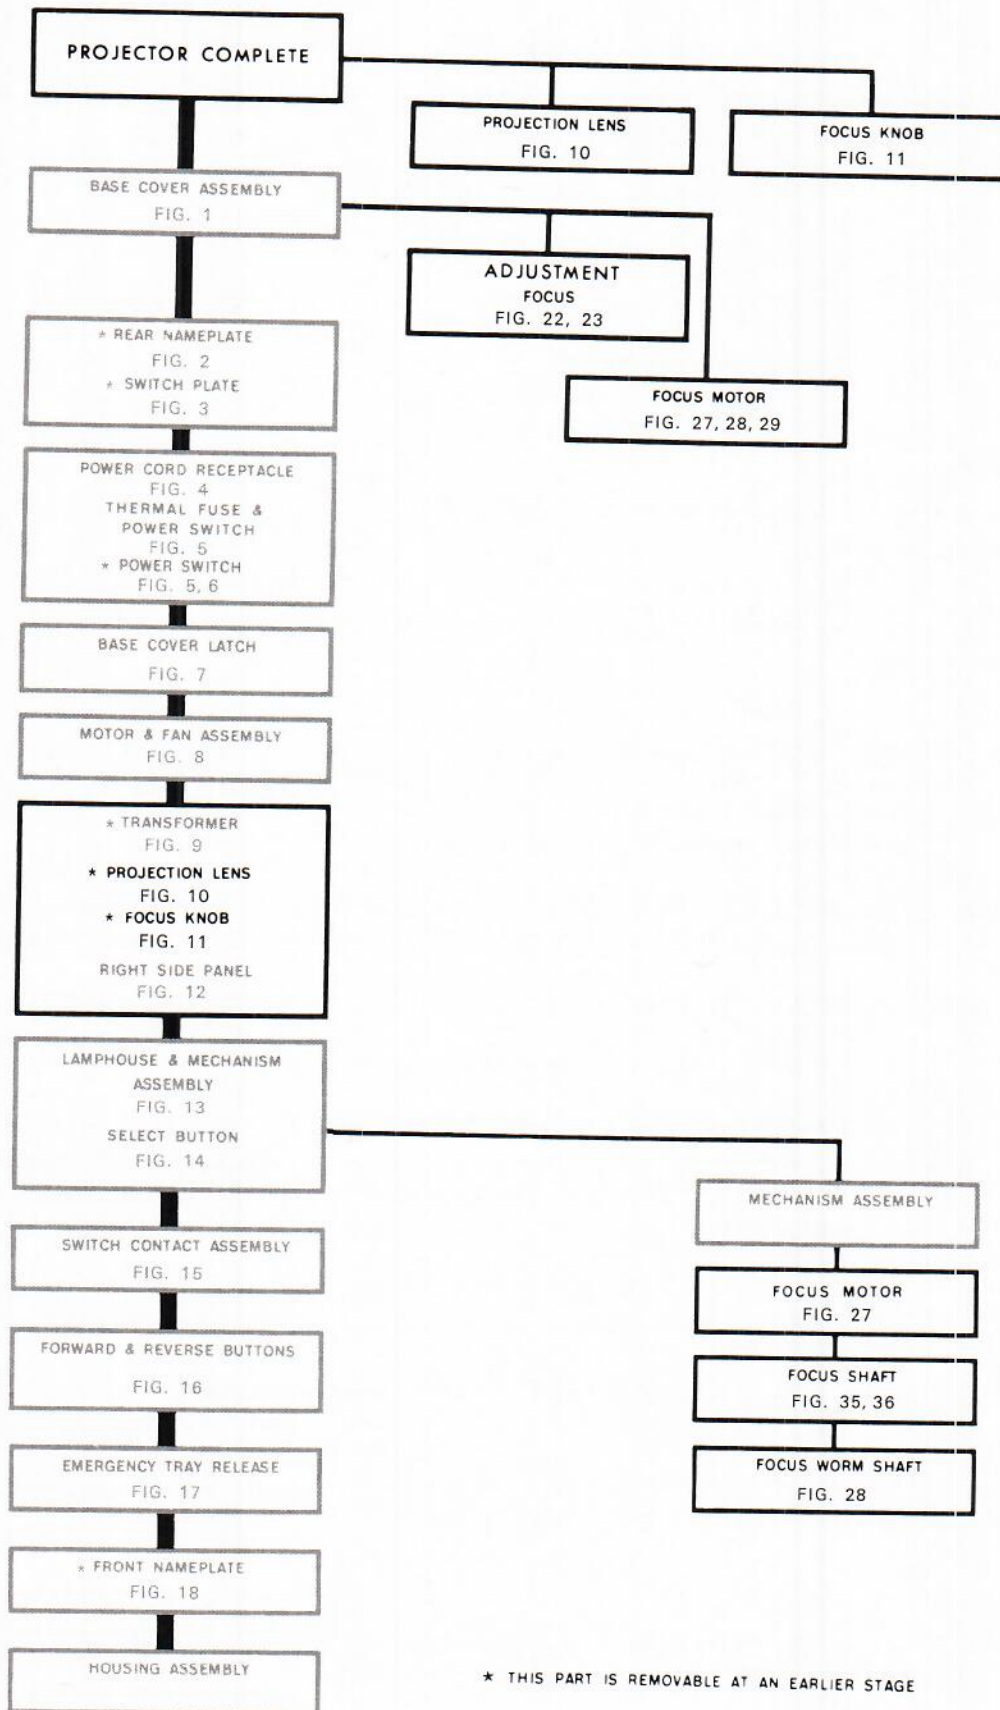 PROJECTOR COMPLETE
PROJECTION LENS
FIG. 10
FOCUS KNOB
FIG. 11
BASE COVER ASSEMBLY
FIG. 1
ADJUSTMENT
FOCUS
FIG. 22, 23
FOCUS MOTOR
FIG. 27, 28, 29
* REAR NAMEPLATE
FIG. 2
* SWITCH PLATE
FIG. 3
POWER CORD RECEPTACLE
FIG. 4
THERMAL FUSE &
POWER SWITCH
FIG. 5
* POWER SWITCH
FIG. 5, 6
BASE COVER LATCH
FIG. 7
MOTOR & FAN ASSEMBLY
FIG. 8
* TRANSFORMER
FIG. 9
* PROJECTION LENS
FIG. 10
* FOCUS KNOB
FIG. 11
RIGHT SIDE PANEL
FIG. 12
LAMPHOUSE & MECHANISM
ASSEMBLY
FIG. 13
SELECT BUTTON
FIG. 14
MECHANISM ASSEMBLY
FOCUS MOTOR
FIG. 27
FOCUS SHAFT
FIG. 35, 36
FOCUS WORM SHAFT
FIG. 28
SWITCH CONTACT ASSEMBLY
FIG. 15
FORWARD & REVERSE BUTTONS
FIG. 16
EMERGENCY TRAY RELEASE
FIG. 17
* FRONT NAMEPLATE
FIG. 18
HOUSING ASSEMBLY
* THIS PART IS REMOVABLE AT AN EARLIER STAGE